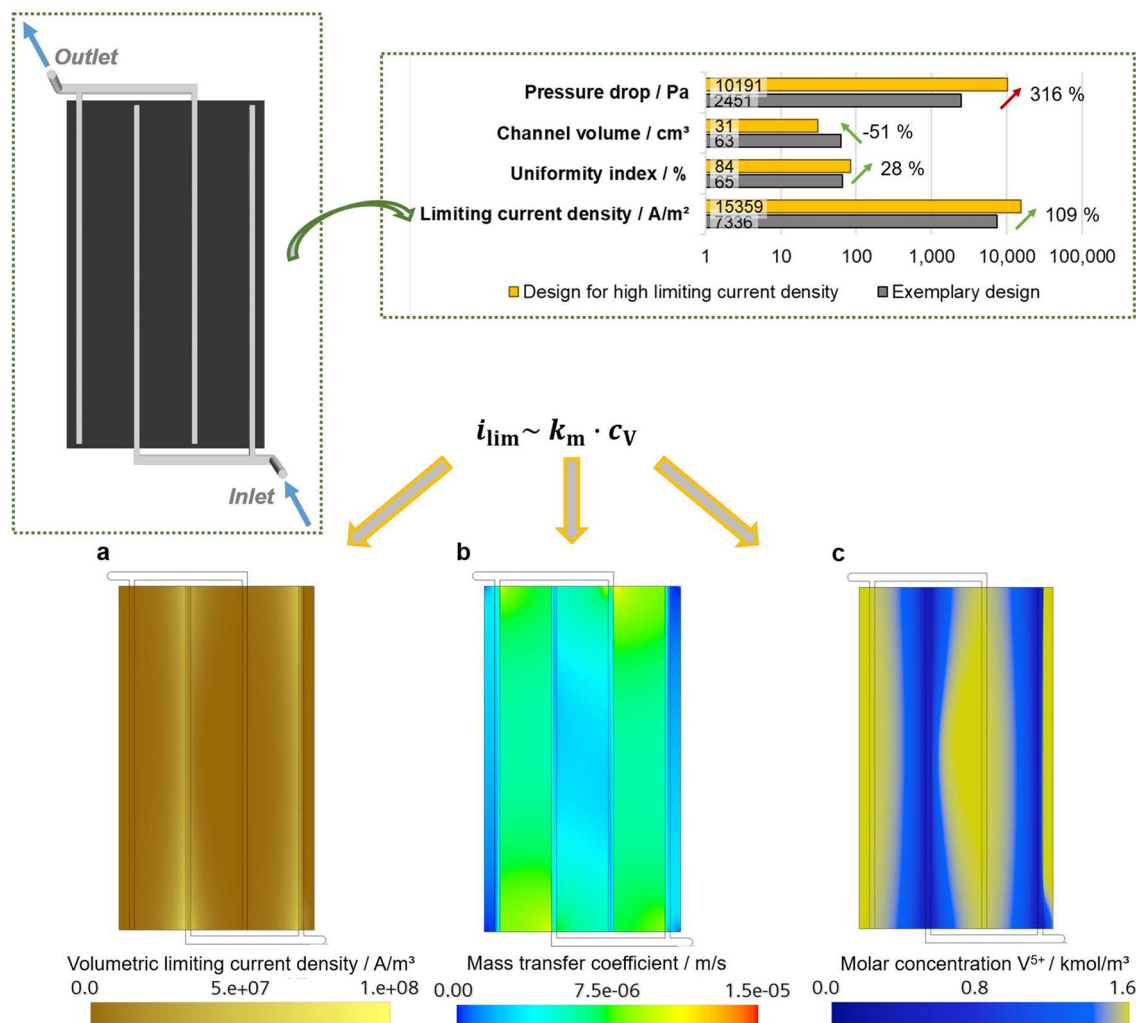 Outlet
Inlet
Pressure drop / Pa
10191
2451
316 %
Channel volume / cm³
31
63
-51 %
Uniformity index / %
84
65
28 %
Limiting current density / A/m²
15359
7336
109 %
1 10 100 1,000 10,000 100,000
Design for high limiting current density Exemplary design
i_lim ~ k_m · c_V
a b c
Volumetric limiting current density / A/m³
0.0 5.e+07 1.e+08
Mass transfer coefficient / m/s
0.00 7.5e-06 1.5e-05
Molar concentration V⁵⁺ / kmol/m³
0.0 0.8 1.6